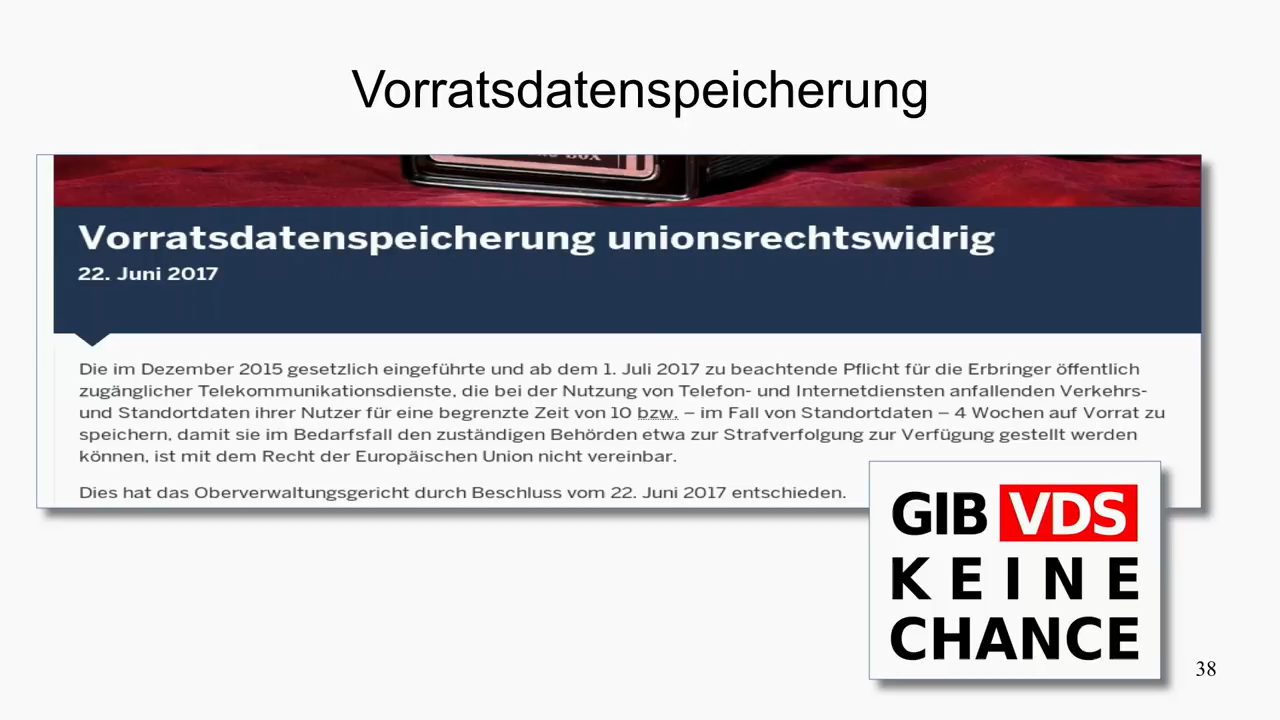 Vorratsdatenspeicherung
BOX
Vorratsdatenspeicherung unionsrechtswidrig
22. Juni 2017
Die im Dezember 2015 gesetzlich eingeführte und ab dem 1. Juli 2017 zu beachtende Pflicht für die Erbringer öffentlich
zugänglicher Telekommunikationsdienste, die bei der Nutzung von Telefon- und Internetdiensten anfallenden Verkehrs-
und Standortdaten ihrer Nutzer für eine begrenzte Zeit von 10 bzw. – im Fall von Standortdaten – 4 Wochen auf Vorrat zu
speichern, damit sie im Bedarfsfall den zuständigen Behörden etwa zur Strafverfolgung zur Verfügung gestellt werden
können, ist mit dem Recht der Europäischen Union nicht vereinbar.
Dies hat das Oberverwaltungsgericht durch Beschluss vom 22. Juni 2017 entschieden.
GIB VDS
KEINE
CHANCE
38